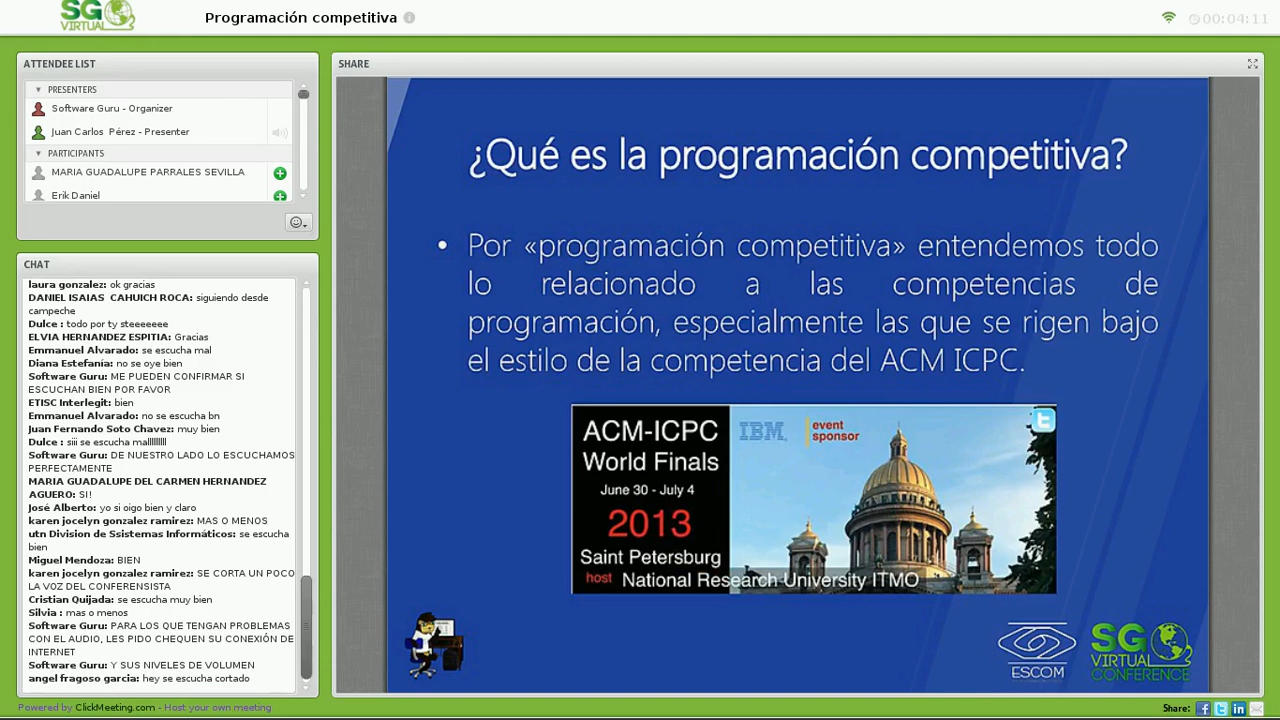 SG
VIRTUAL
Programación competitiva
00:04:11
ATTENDEE LIST
PRESENTERS
Software Guru - Organizer
Juan Carlos Pérez - Presenter
PARTICIPANTS
MARIA GUADALUPE PARRALES SEVILLA
Erik Daniel
CHAT
laura gonzalez: ok gracias
DANIEL ISAIAS CAHUICH ROCA: siguiendo desde
campeche
Dulce : todo por ty steeeeeee
ELVIA HERNANDEZ ESPITIA: Gracias
Emmanuel Alvarado: se escucha mal
Diana Estefanía: no se oye bien
Software Guru: ME PUEDEN CONFIRMAR SI
ESCUCHAN BIEN POR FAVOR
ETISC Interlegit: bien
Emmanuel Alvarado: no se escucha bn
Juan Fernando Soto Chavez: muy bien
Dulce : siii se escucha malllllllll
Software Guru: DE NUESTRO LADO LO ESCUCHAMOS
PERFECTAMENTE
MARIA GUADALUPE DEL CARMEN HERNANDEZ
AGUERO: SI!
José Alberto: yo si oigo bien y claro
karen jocelyn gonzalez ramirez: MAS O MENOS
utn Division de Ssistemas Informáticos: se escucha
bien
Miguel Mendoza: BIEN
karen jocelyn gonzalez ramirez: SE CORTA UN POCO
LA VOZ DEL CONFERENSISTA
Cristian Quijada: se escucha muy bien
Silvia : mas o menos
Software Guru: PARA LOS QUE TENGAN PROBLEMAS
CON EL AUDIO, LES PIDO CHEQUEN SU CONEXIÓN DE
INTERNET
Software Guru: Y SUS NIVELES DE VOLUMEN
angel fragoso garcia: hey se escucha cortado
SHARE
¿Qué es la programación competitiva?
• Por «programación competitiva» entendemos todo
lo relacionado a las competencias de
programación, especialmente las que se rigen bajo
el estilo de la competencia del ACM ICPC.
ACM-ICPC
World Finals
June 30 - July 4
2013
Saint Petersburg
host National Research University ITMO
IBM
event
sponsor
ESCOM
SG
VIRTUAL
CONFERENCE
Powered by ClickMeeting.com - Host your own meeting
Share: